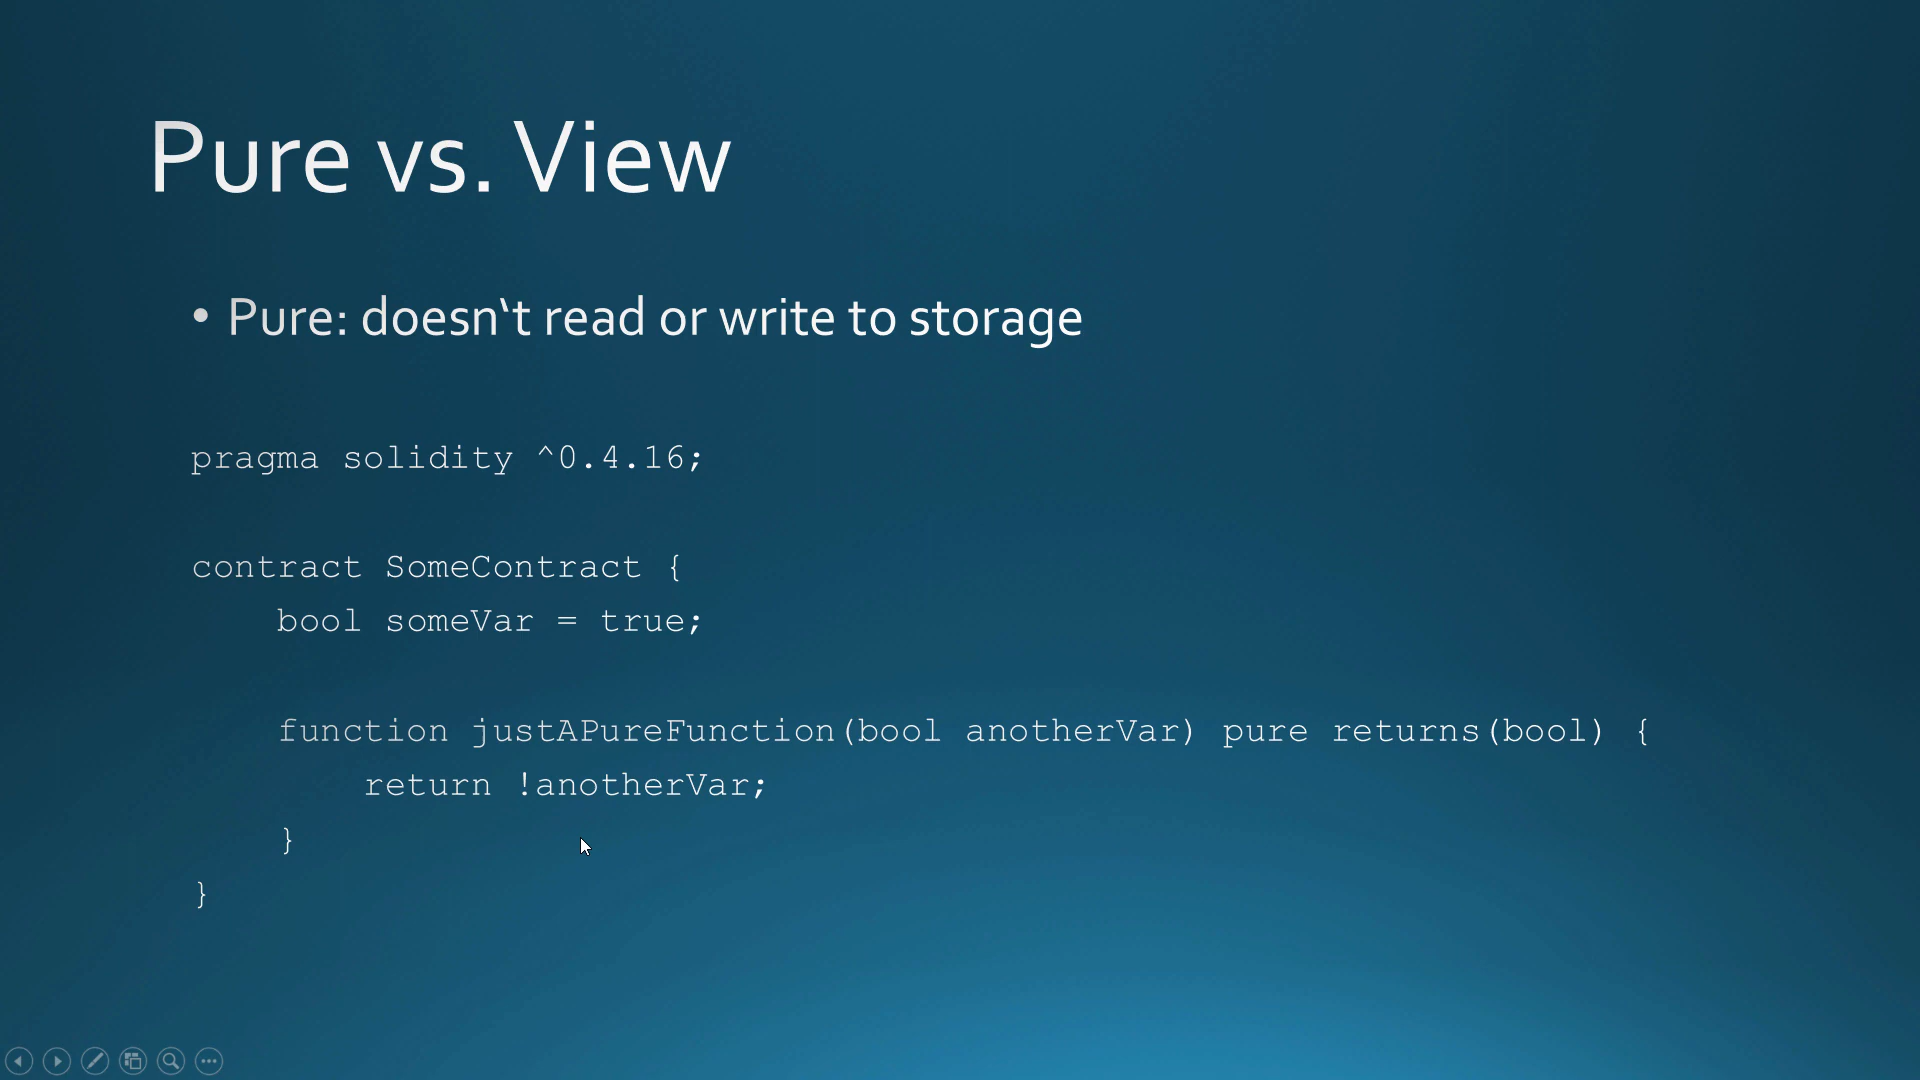 Pure vs. View
• Pure: doesn‘t read or write to storage
pragma solidity ^0.4.16;
contract SomeContract {
    bool someVar = true;
    function justAPureFunction(bool anotherVar) pure returns(bool) {
        return !anotherVar;
    }
}